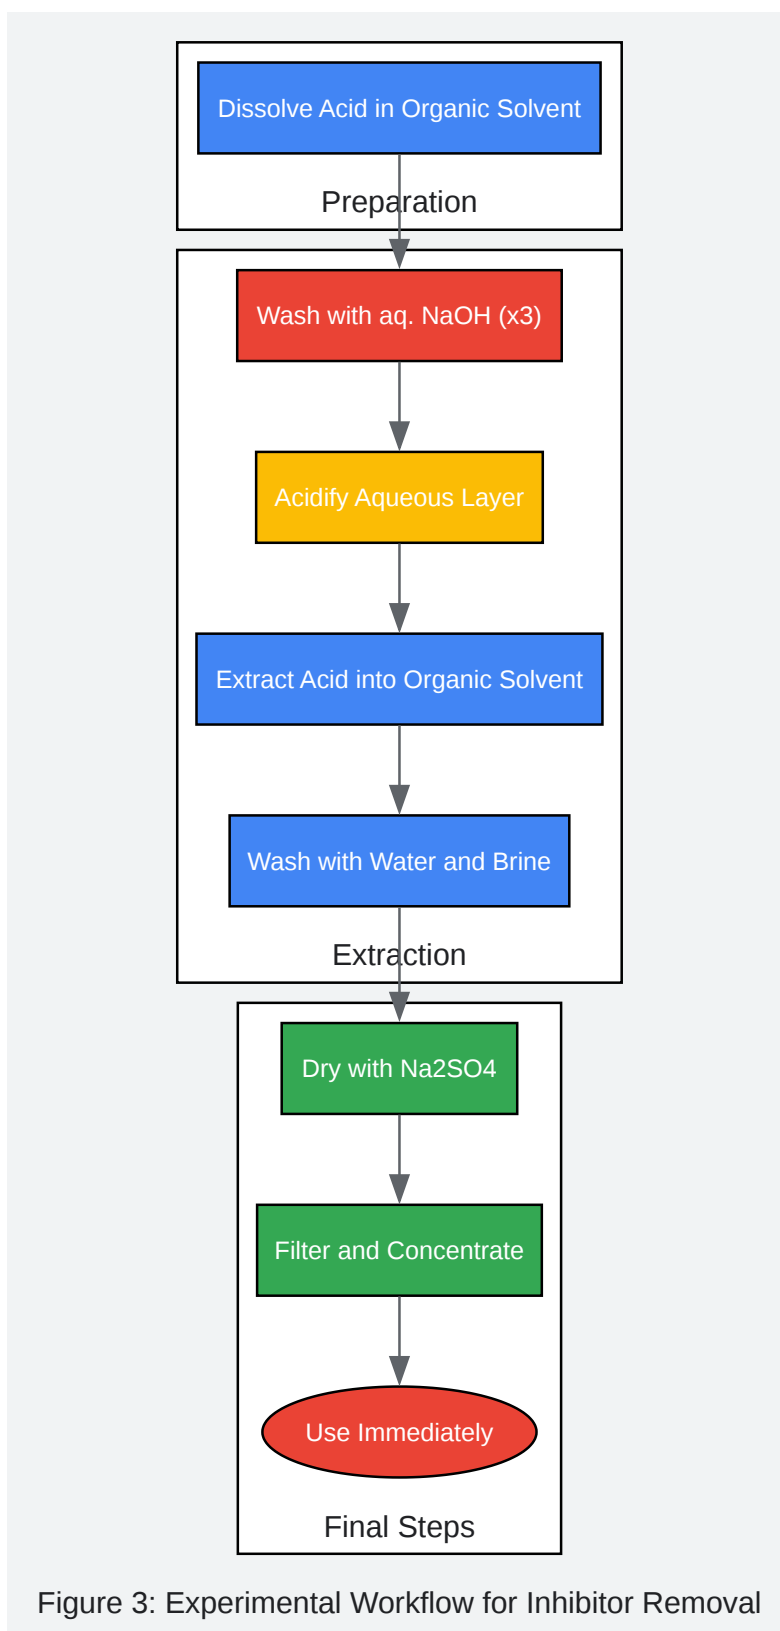 Dissolve Acid in Organic Solvent
Preparation
Wash with aq. NaOH (x3)
Acidify Aqueous Layer
Extract Acid into Organic Solvent
Wash with Water and Brine
Extraction
Dry with Na2SO4
Filter and Concentrate
Use Immediately
Final Steps
Figure 3: Experimental Workflow for Inhibitor Removal